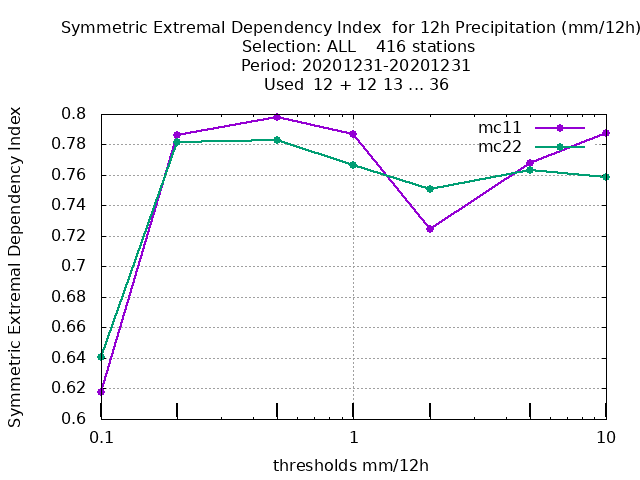 Symmetric Extremal Dependency Index  for 12h Precipitation (mm/12h)
Selection: ALL    416 stations
Period: 20201231-20201231
Used  12 + 12 13 ... 36
Symmetric Extremal Dependency Index
0.8
0.78
0.76
0.74
0.72
0.7
0.68
0.66
0.64
0.62
0.6
mc11
mc22
0.1
1
10
thresholds mm/12h